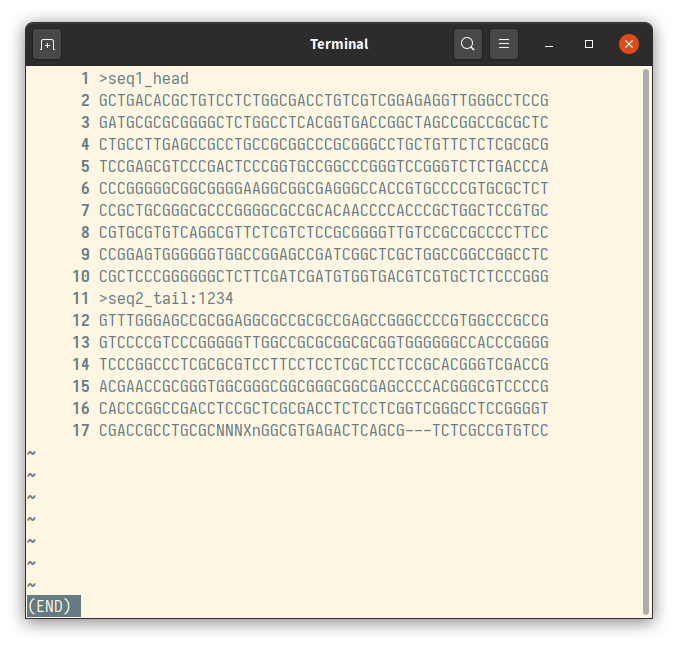 Terminal
1 >seq1_head
2 GCTGACACGCTGTCCTCTGGCGACCTGTCGTCGGAGAGGTTGGGCCTCCG
3 GATGCGCGCGGGGCTCTGGCCTCACGGTGACCGGCTAGCCGGCCGCGCTC
4 CTGCCTTGAGCCGCCTGCCGCGGCCCGCGGGCCTGCTGTTCTCTCGCGCG
5 TCCGAGCGTCCCGACTCCCGGTGCCGGCCCGGGTCCGGGTCTCTGACCCA
6 CCCGGGGGCGGCGGGGAAGGCGGCGAGGGCCACCGTGCCCCGTGCGCTCT
7 CCGCTGCGGGCGCCCGGGGCGCCGCACAACCCCACCCGCTGGCTCCGTGC
8 CGTGCGTGTCAGGCGTTCTCGTCTCCGCGGGGTTGTCCGCCGCCCCTTCC
9 CCGGAGTGGGGGGTGGCCGGAGCCGATCGGCTCGCTGGCCGGCCGGCCTC
10 CGCTCCCGGGGGGCTCTTCGATCGATGTGGTGACGTCGTGCTCTCCCGGG
11 >seq2_tail:1234
12 GTTTGGGAGCCGCGGAGGCGCCGCGCCGAGCCGGGCCCCGTGGCCCGCCG
13 GTCCCCGTCCCGGGGGTTGGCCGCGCGGCGCGGTGGGGGGCCACCCGGGG
14 TCCCGGCCCTCGCGCGTCCTTCCTCCTCGCTCCTCCGCACGGGTCGACCG
15 ACGAACCGCGGGTGGCGGGCGGCGGGCGGCGAGCCCCACGGGCGTCCCCG
16 CACCCGGCCGACCTCCGCTCGCGACCTCTCCTCGGTCGGGCCTCCGGGGT
17 CGACCGCCTGCGCNNNXnGGCGTGAGACTCAGCG---TCTCGCCGTGTCC
~
~
~
~
~
~
~
(END)